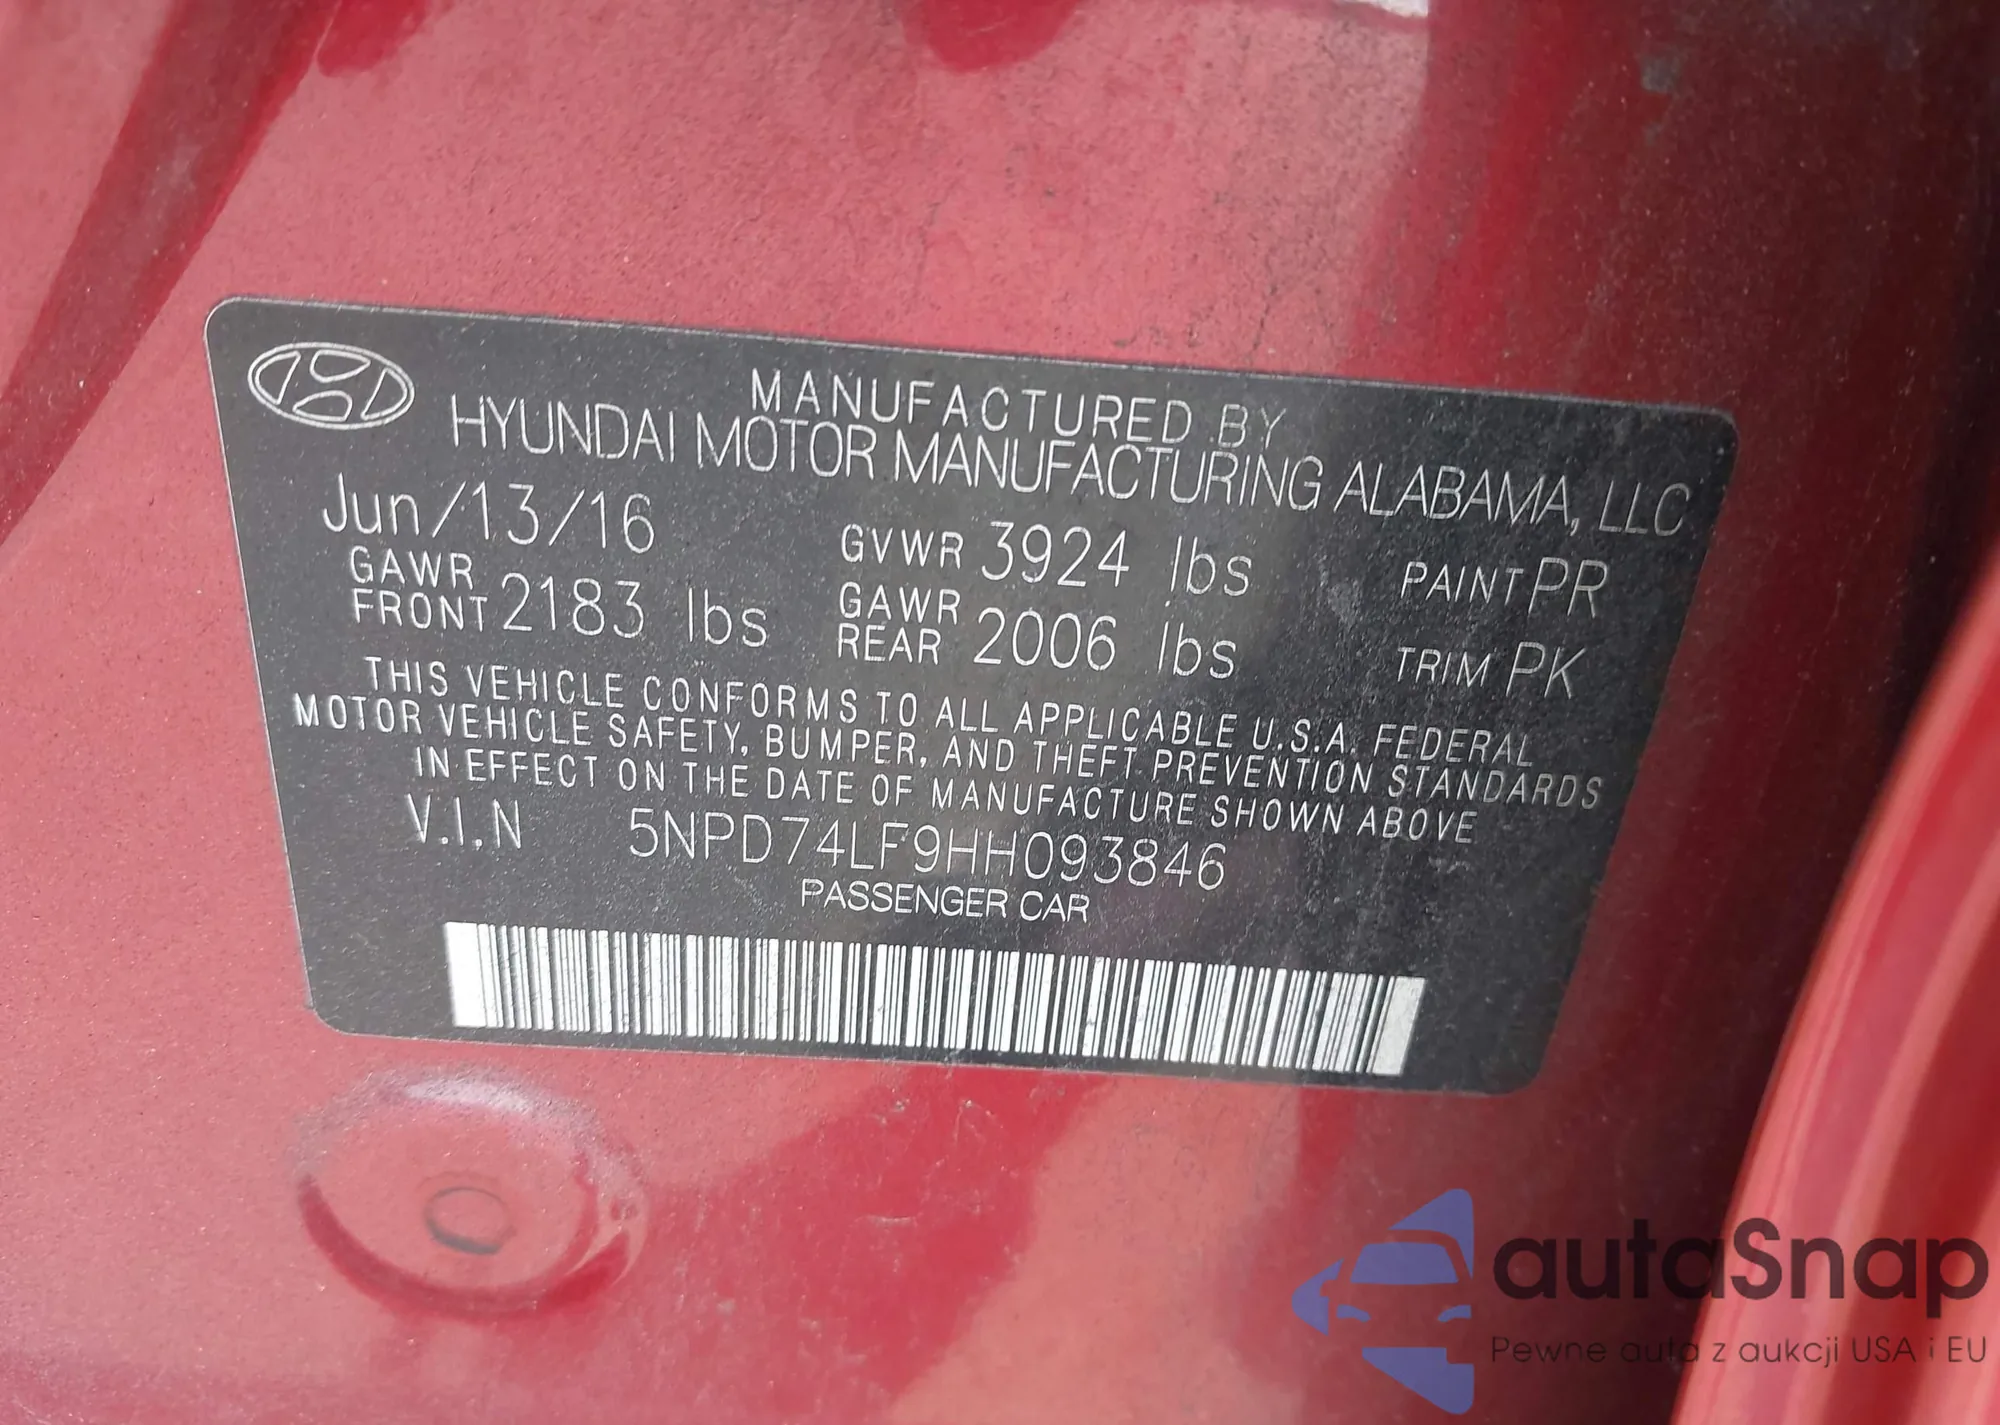 MANUFACTURED BY
HYUNDAI MOTOR MANUFACTURING ALABAMA, LLC
Jun/13/16 GVWR 3924 lbs PAINT PR
GAWR FRONT 2183 lbs GAWR REAR 2006 lbs TRIM PK
THIS VEHICLE CONFORMS TO ALL APPLICABLE U.S.A. FEDERAL
MOTOR VEHICLE SAFETY, BUMPER, AND THEFT PREVENTION STANDARDS
IN EFFECT ON THE DATE OF MANUFACTURE SHOWN ABOVE
V.I.N 5NPD74LF9HH093846
PASSENGER CAR
autaSnap
Pewne auta z aukcji USA i EU